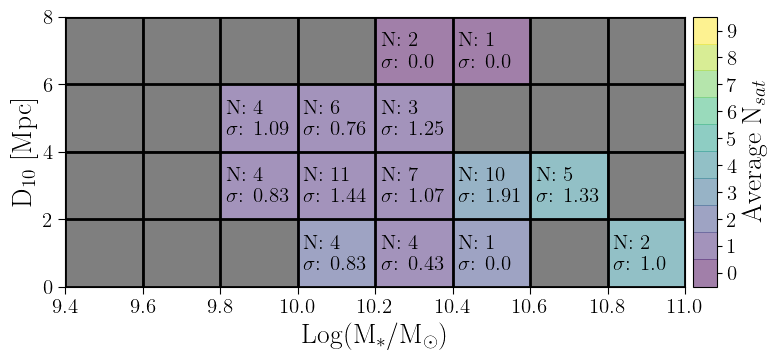 8
6
4
2
0
D₁₀ [Mpc]
N: 2
σ: 0.0
N: 1
σ: 0.0
N: 4
σ: 1.09
N: 6
σ: 0.76
N: 3
σ: 1.25
N: 4
σ: 0.83
N: 11
σ: 1.44
N: 7
σ: 1.07
N: 10
σ: 1.91
N: 5
σ: 1.33
N: 4
σ: 0.83
N: 4
σ: 0.43
N: 1
σ: 0.0
N: 2
σ: 1.0
9.4 9.6 9.8 10.0 10.2 10.4 10.6 10.8 11.0
Log(M*/M⊙)
9
8
7
6
5
4
3
2
1
0
Average Nₛₐₜ